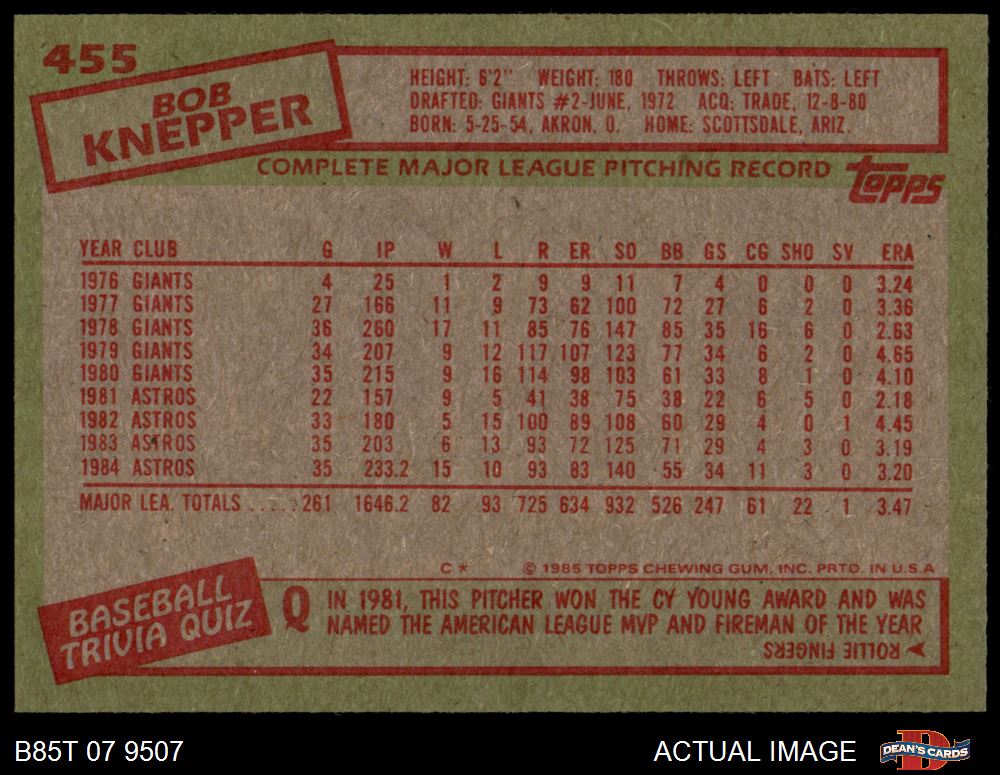 455
BOB
KNEPPER
HEIGHT: 6'2" WEIGHT: 180 THROWS: LEFT BATS: LEFT
DRAFTED: GIANTS #2-JUNE, 1972 ACQ: TRADE, 12-8-80
BORN: 5-25-54, AKRON, O. HOME: SCOTTSDALE, ARIZ.
COMPLETE MAJOR LEAGUE PITCHING RECORD topps
YEAR CLUB G IP W L R ER SO BB GS CG SHO SV ERA
1976 GIANTS 4 25 1 2 9 9 11 7 4 0 0 0 3.24
1977 GIANTS 27 166 11 9 73 62 100 72 27 6 2 0 3.36
1978 GIANTS 36 260 17 11 85 76 147 85 35 16 6 0 2.63
1979 GIANTS 34 207 9 12 117 107 123 77 34 6 2 0 4.65
1980 GIANTS 35 215 9 16 114 98 103 61 33 8 1 0 4.10
1981 ASTROS 22 157 9 5 41 38 75 38 22 6 5 0 2.18
1982 ASTROS 33 180 5 15 100 89 108 60 29 4 0 1 4.45
1983 ASTROS 35 203 6 13 93 72 125 71 29 4 3 0 3.19
1984 ASTROS 35 233.2 15 10 93 83 140 55 34 11 3 0 3.20
MAJOR LEA. TOTALS ..... 261 1646.2 82 93 725 634 932 526 247 61 22 1 3.47
C * © 1985 TOPPS CHEWING GUM, INC. PRTD. IN U.S.A
BASEBALL
TRIVIA QUIZ
Q IN 1981, THIS PITCHER WON THE CY YOUNG AWARD AND WAS
NAMED THE AMERICAN LEAGUE MVP AND FIREMAN OF THE YEAR
ROLLIE FINGERS
B85T 07 9507 ACTUAL IMAGE D DEAN'S CARDS